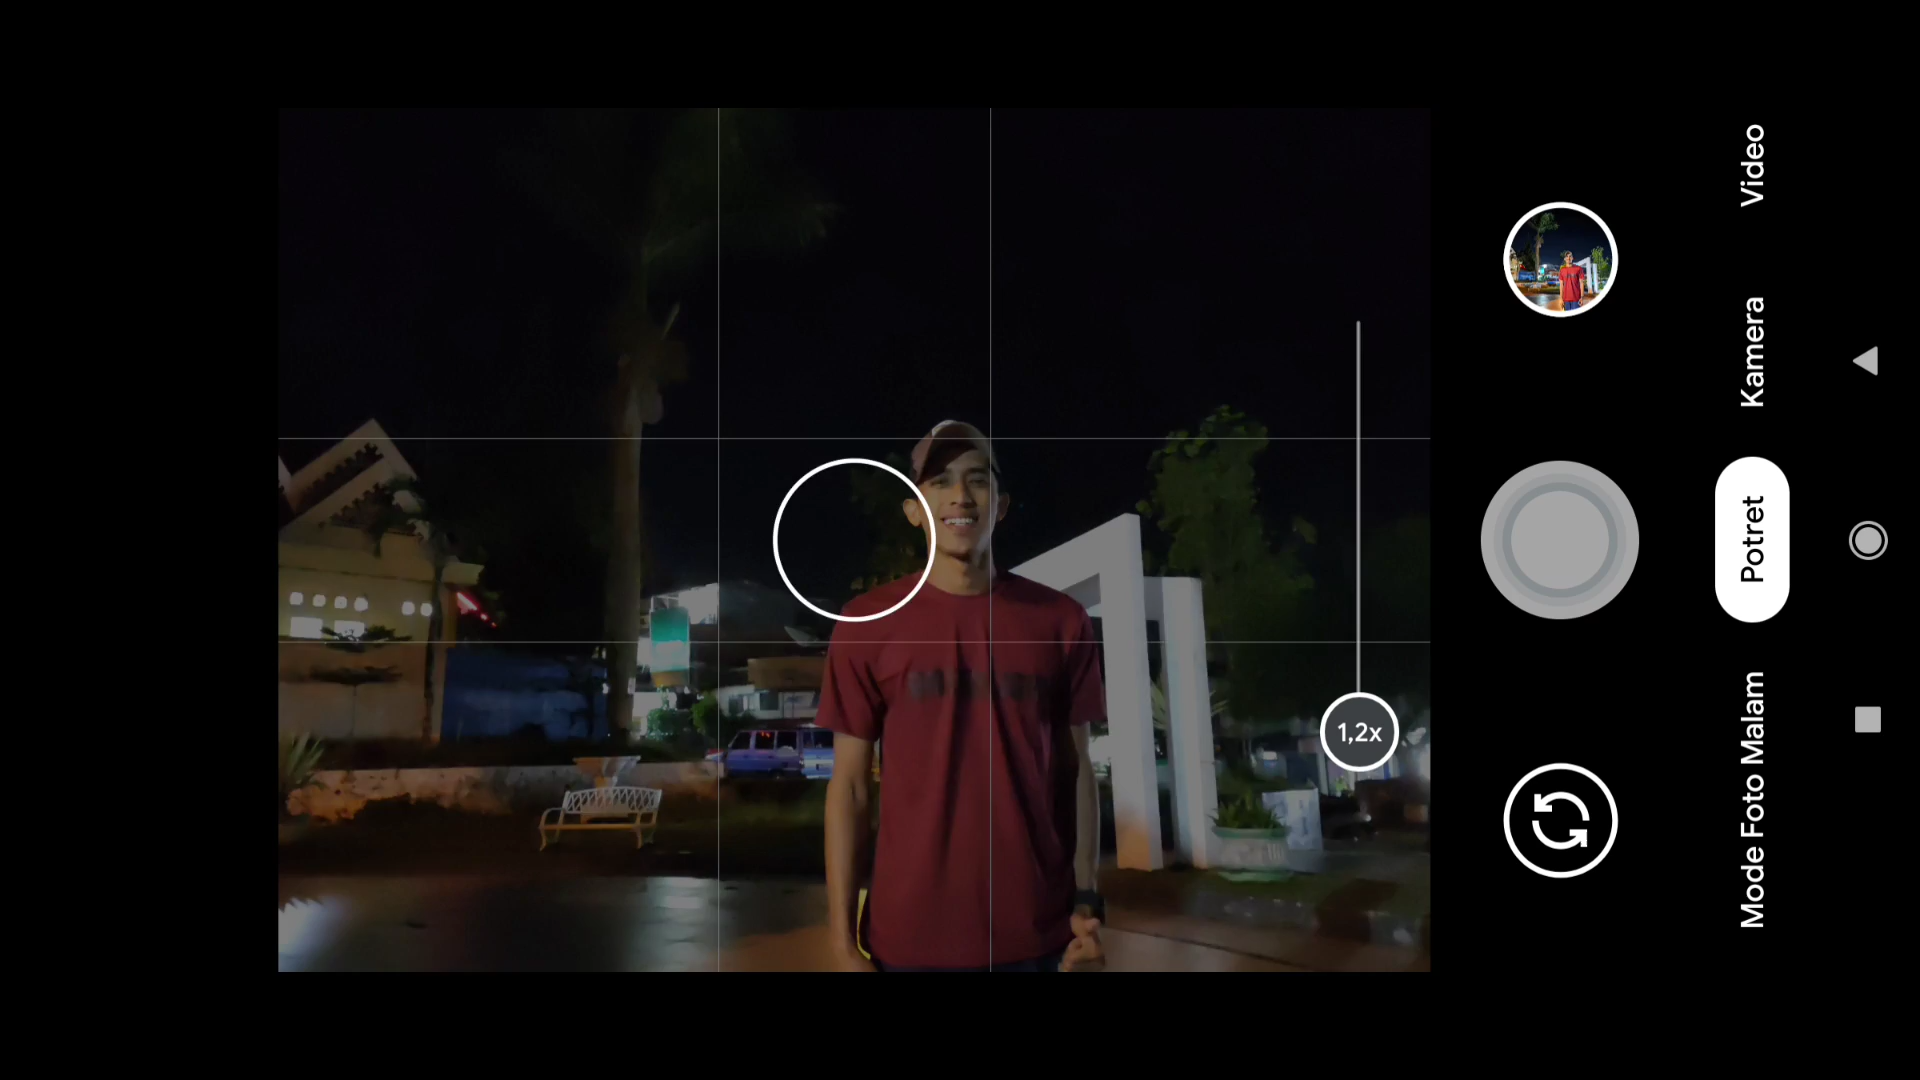 Video
Kamera
Potret
Mode Foto Malam
1,2x